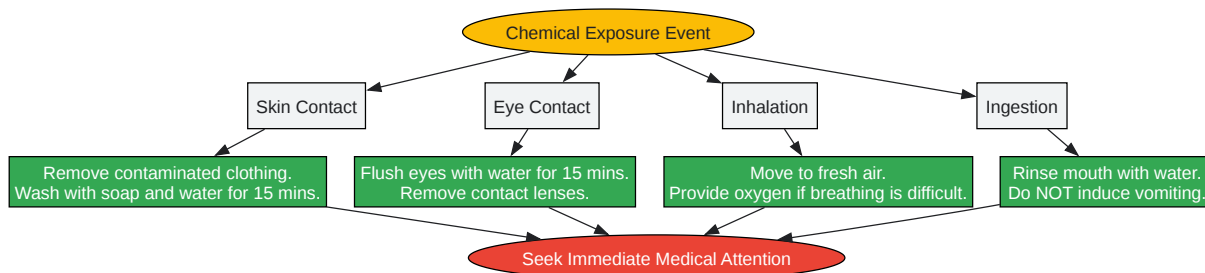 Chemical Exposure Event
Skin Contact
Eye Contact
Inhalation
Ingestion
Remove contaminated clothing.
Wash with soap and water for 15 mins.
Flush eyes with water for 15 mins.
Remove contact lenses.
Move to fresh air.
Provide oxygen if breathing is difficult.
Rinse mouth with water.
Do NOT induce vomiting.
Seek Immediate Medical Attention